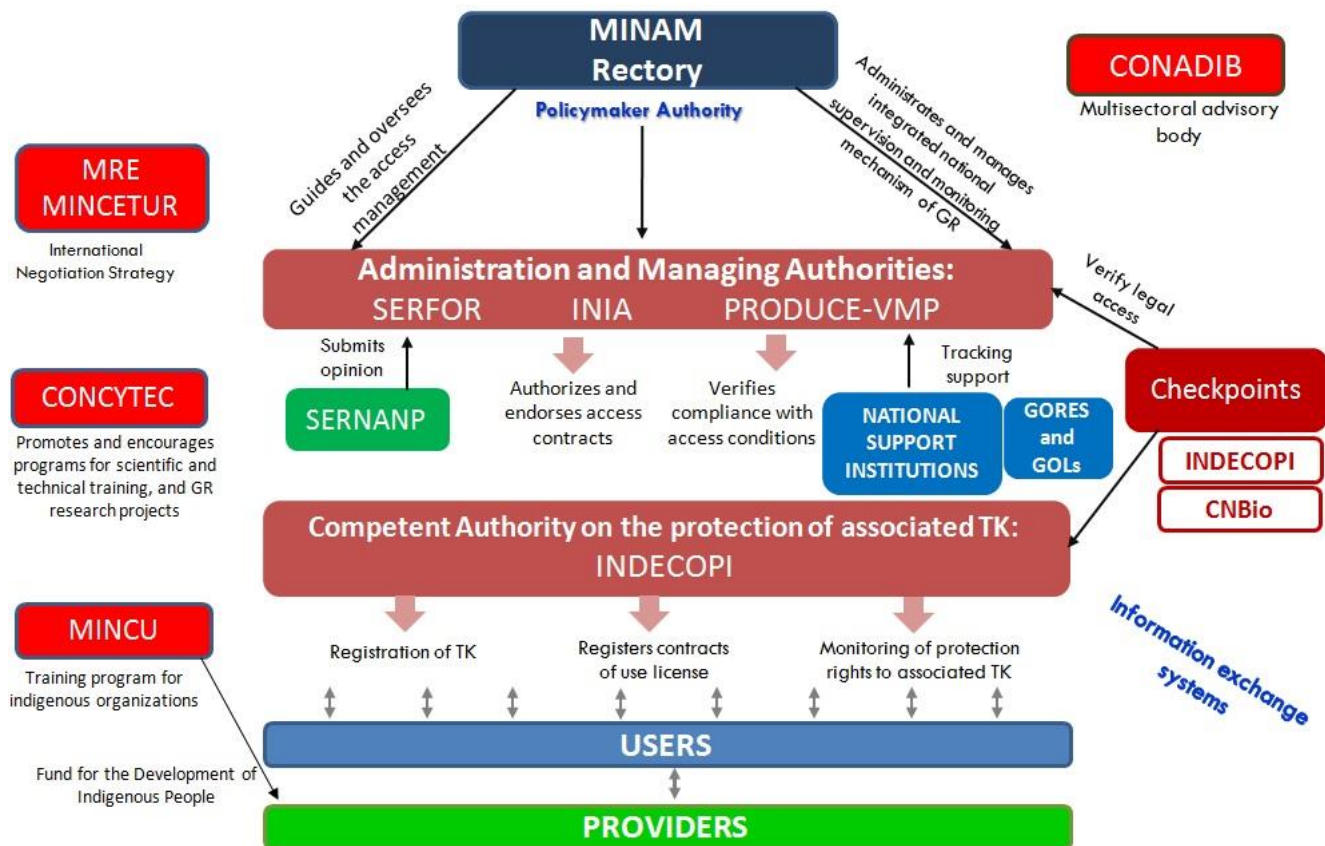 MINAM
Rectory
Policymaker Authority
CONADIB
Multisectoral advisory
body
Guides and oversees
the access
management
Administrates and manages
integrated national
supervision and monitoring
mechanism of GR
MRE
MINCETUR
International
Negotiation Strategy
Administration and Managing Authorities:
SERFOR INIA PRODUCE-VMP
Verify legal
access
Submits
opinion
SERNANP
Authorizes and
endorses access
contracts
Verifies
compliance with
access conditions
Tracking
support
NATIONAL
SUPPORT
INSTITUTIONS
GORES
and
GOLs
Checkpoints
INDECOPI
CNBio
CONCYTEC
Promotes and encourages
programs for scientific and
technical training, and GR
research projects
Competent Authority on the protection of associated TK:
INDECOPI
MINCU
Training program for
indigenous organizations
Registration of TK
Registers contracts
of use license
Monitoring of protection
rights to associated TK
Information exchange
systems
USERS
Fund for the Development of
Indigenous People
PROVIDERS